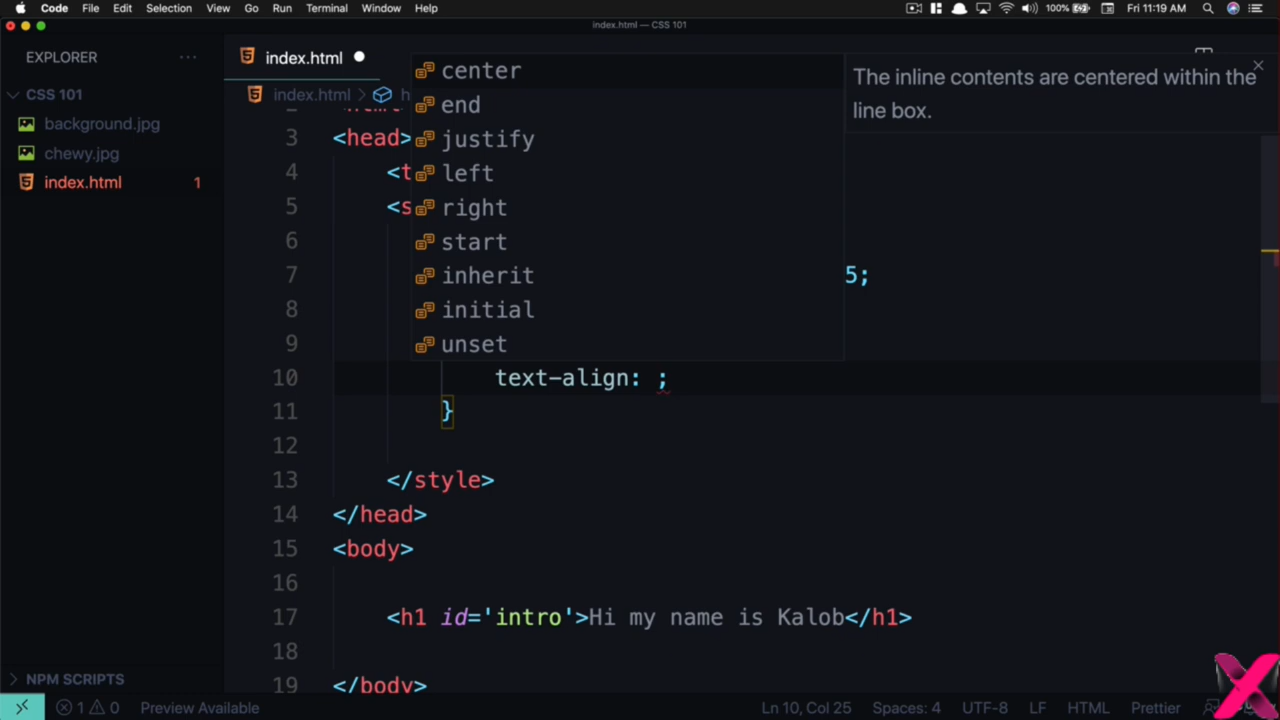 Code File Edit Selection View Go Run Terminal Window Help 100% Fri 11:19 AM
index.html — CSS 101
EXPLORER ...
index.html
CSS 101
index.html > h
background.jpg
chewy.jpg
index.html 1
center
end
justify
left
right
start
inherit
initial
unset
The inline contents are centered within the
line box.
3 <head>
4 <t
5 <s
6
7 5;
8
9
10 text-align: ;
11 }
12
13 </style>
14 </head>
15 <body>
16
17 <h1 id='intro'>Hi my name is Kalob</h1>
18
19 </body>
NPM SCRIPTS
1 0 Preview Available Ln 10, Col 25 Spaces: 4 UTF-8 LF HTML Prettier